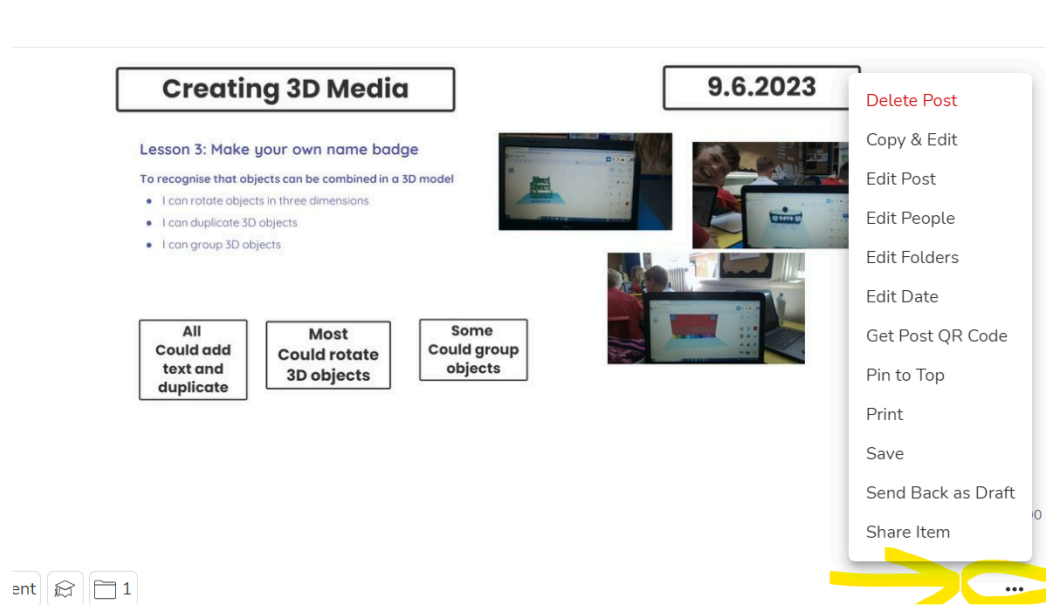 Creating 3D Media
9.6.2023
Lesson 3: Make your own name badge
To recognise that objects can be combined in a 3D model
I can rotate objects in three dimensions
I can duplicate 3D objects
I can group 3D objects
All
Could add
text and
duplicate
Most
Could rotate
3D objects
Some
Could group
objects
Delete Post
Copy & Edit
Edit Post
Edit People
Edit Folders
Edit Date
Get Post QR Code
Pin to Top
Print
Save
Send Back as Draft
Share Item
1